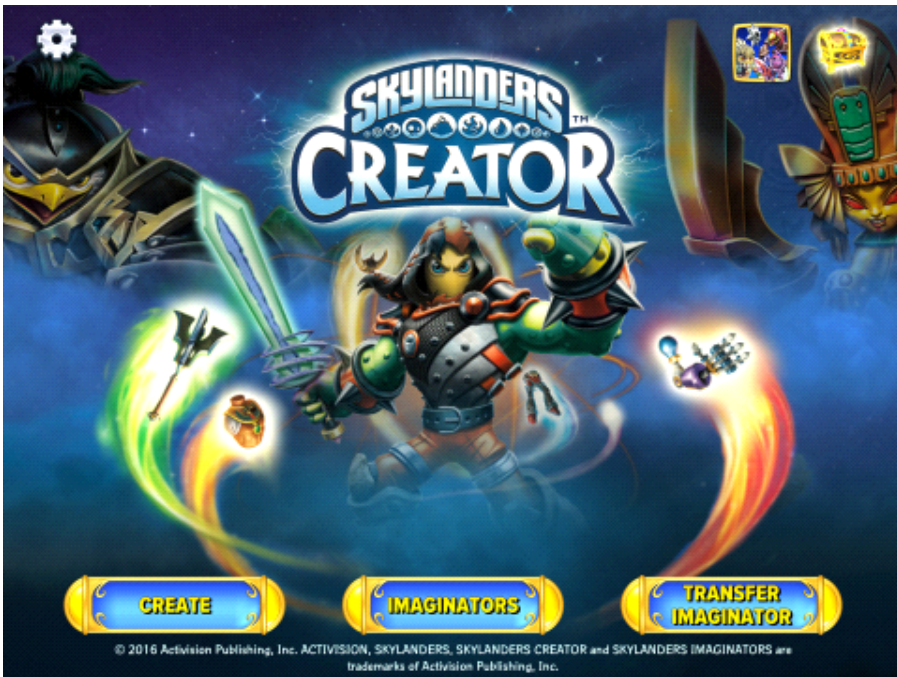 SKYLANDERS
TM
CREATOR
CREATE
IMAGINATORS
TRANSFER
IMAGINATOR
© 2016 Activision Publishing, Inc. ACTIVISION, SKYLANDERS, SKYLANDERS CREATOR and SKYLANDERS IMAGINATORS are
trademarks of Activision Publishing, Inc.